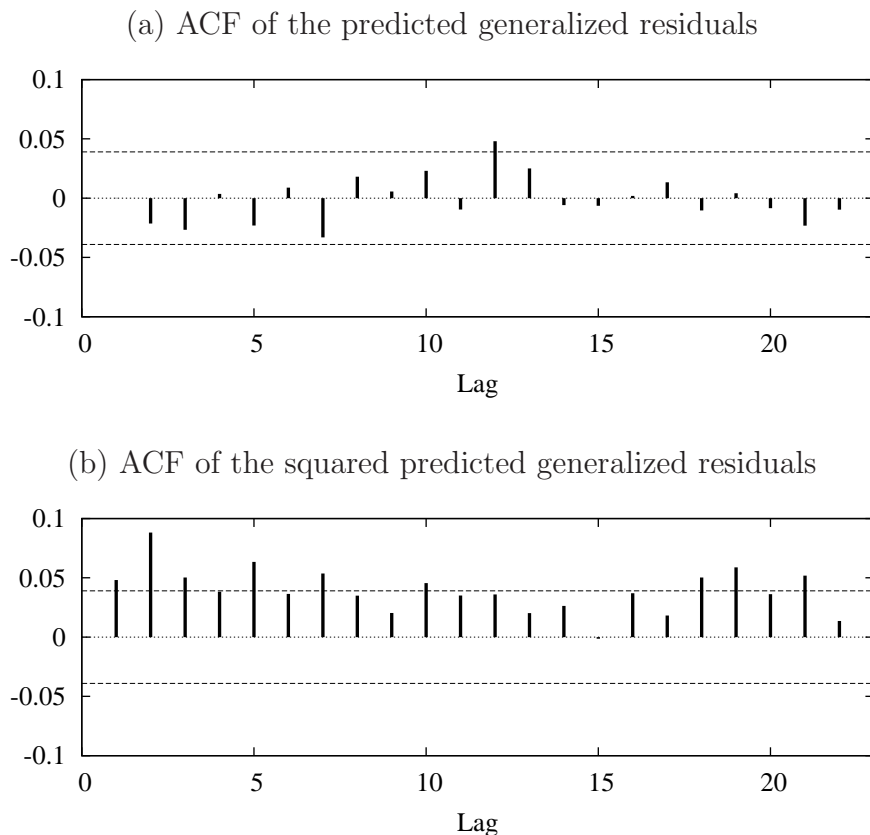 (a) ACF of the predicted generalized residuals
0.1
0.05
0
-0.05
-0.1
0 5 10 15 20
Lag
(b) ACF of the squared predicted generalized residuals
0.1
0.05
0
-0.05
-0.1
0 5 10 15 20
Lag